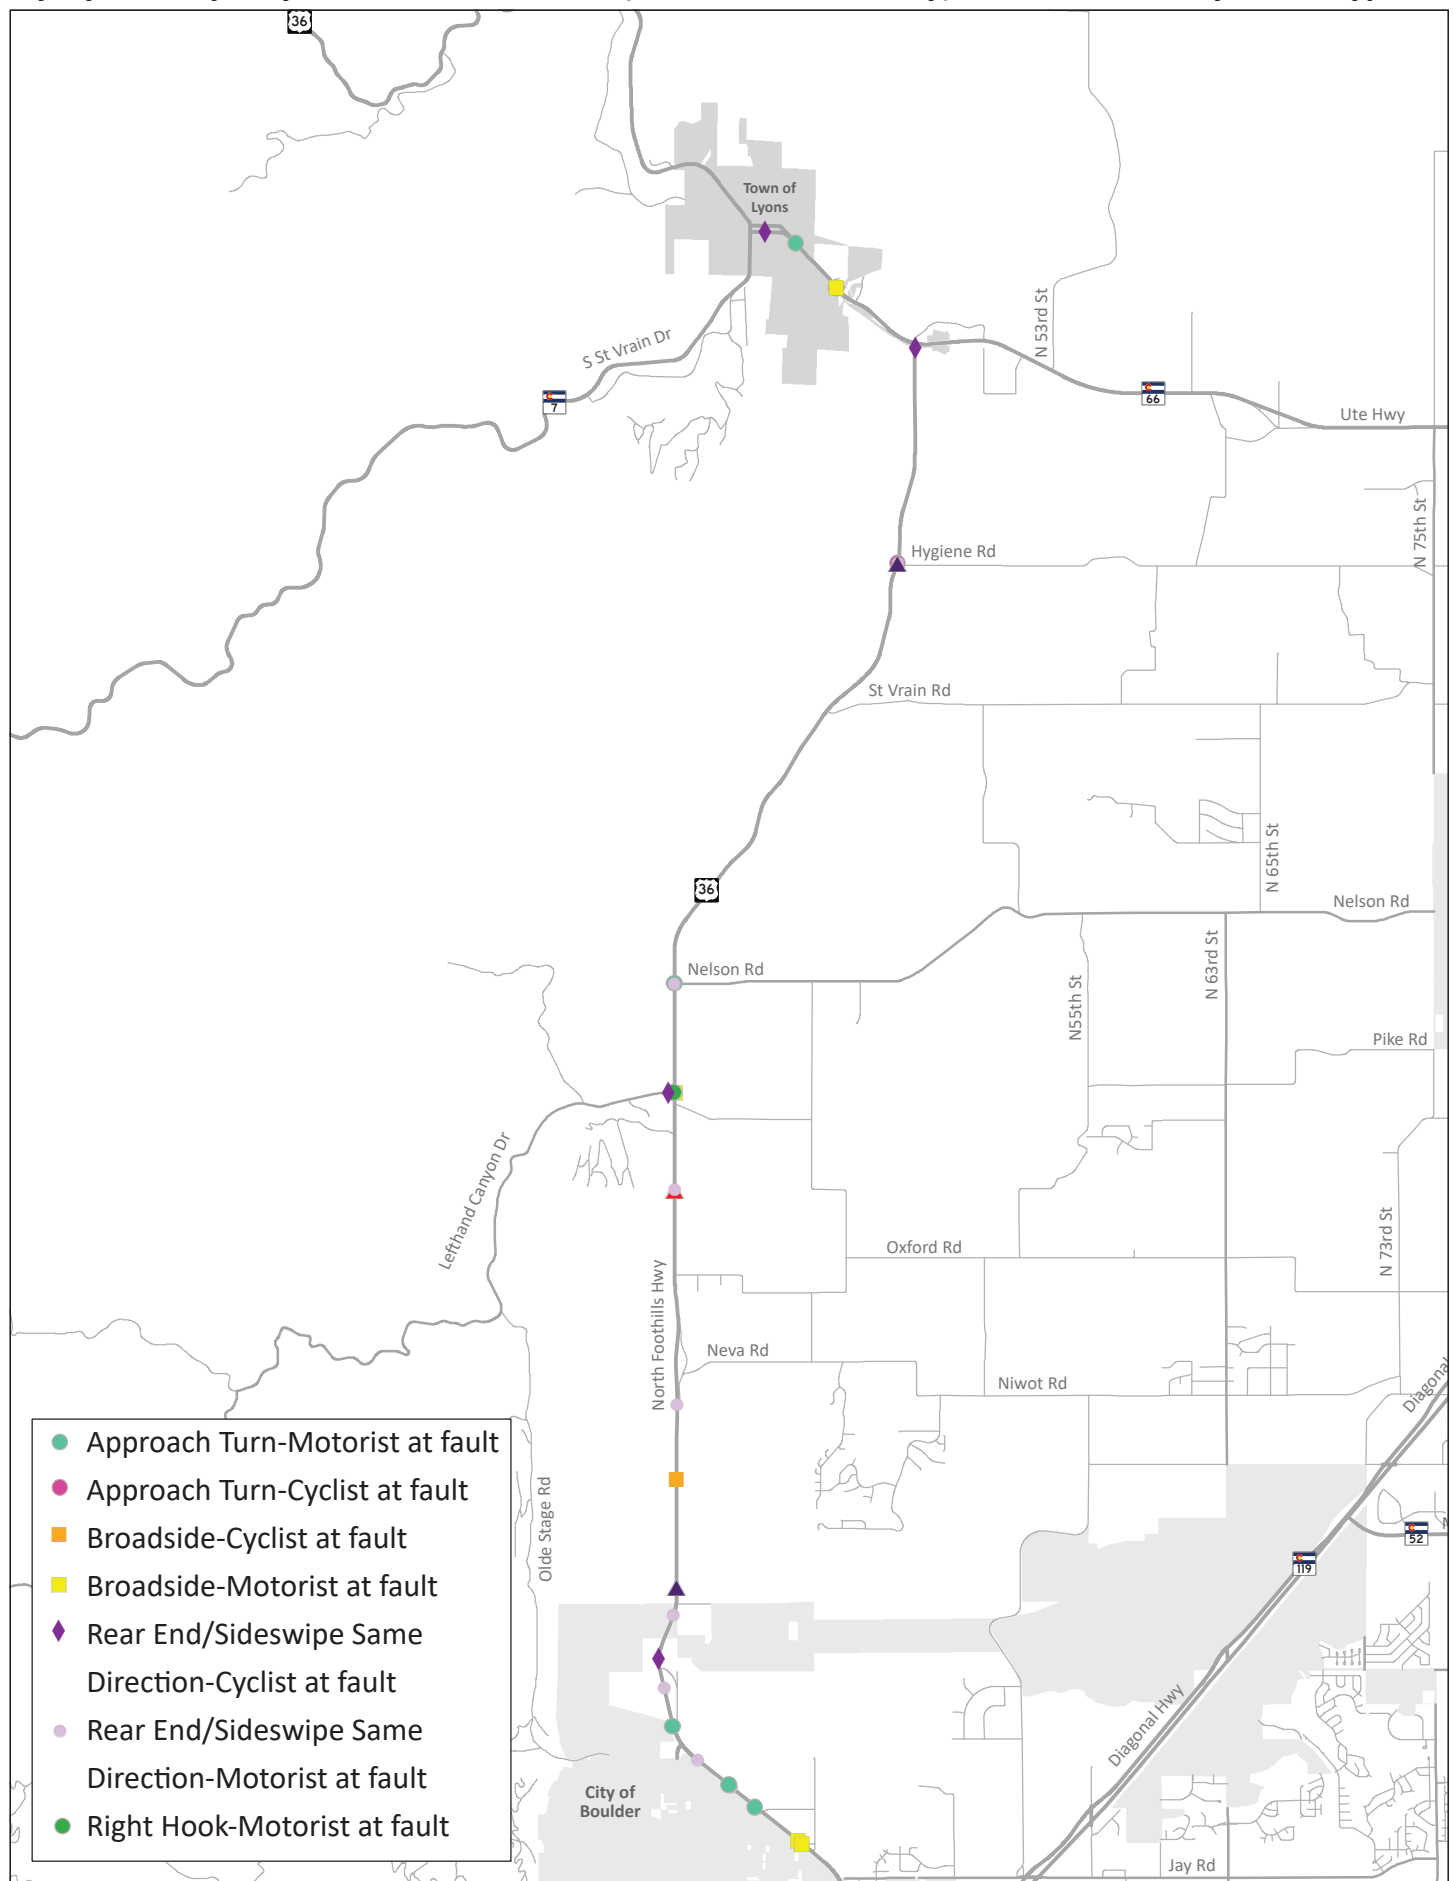 36
Town of
Lyons
N 53rd St
S St Vrain Dr
7
66
Ute Hwy
N 75th St
Hygiene Rd
St Vrain Rd
N 65th St
36
Nelson Rd
Nelson Rd
N 63rd St
N55th St
Pike Rd
Lefthand Canyon Dr
N 73rd St
Oxford Rd
North Foothills Hwy
Neva Rd
Niwot Rd
Diagonal
Approach Turn-Motorist at fault
Approach Turn-Cyclist at fault
Broadside-Cyclist at fault
Broadside-Motorist at fault
Rear End/Sideswipe Same
Direction-Cyclist at fault
Rear End/Sideswipe Same
Direction-Motorist at fault
Right Hook-Motorist at fault
Olde Stage Rd
52
119
Diagonal Hwy
City of
Boulder
Jay Rd